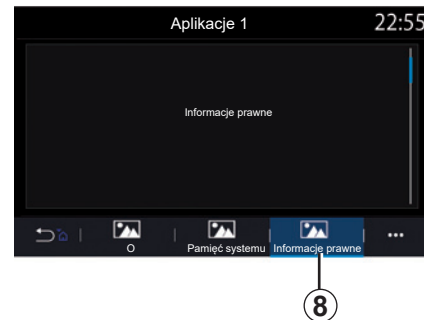 Aplikacje 1 22:55
Informacje prawne
O Pamięć systemu Informacje prawne
8